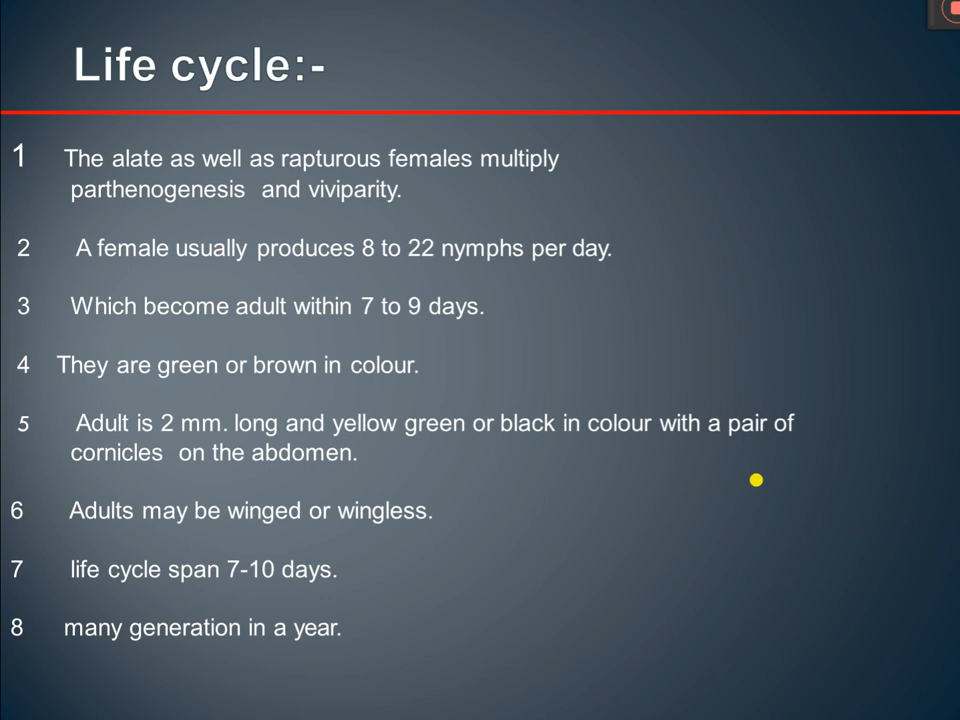 Life cycle:-
1 The alate as well as rapturous females multiply
parthenogenesis and viviparity.
2 A female usually produces 8 to 22 nymphs per day.
3 Which become adult within 7 to 9 days.
4 They are green or brown in colour.
5 Adult is 2 mm. long and yellow green or black in colour with a pair of
cornicles on the abdomen.
6 Adults may be winged or wingless.
7 life cycle span 7-10 days.
8 many generation in a year.